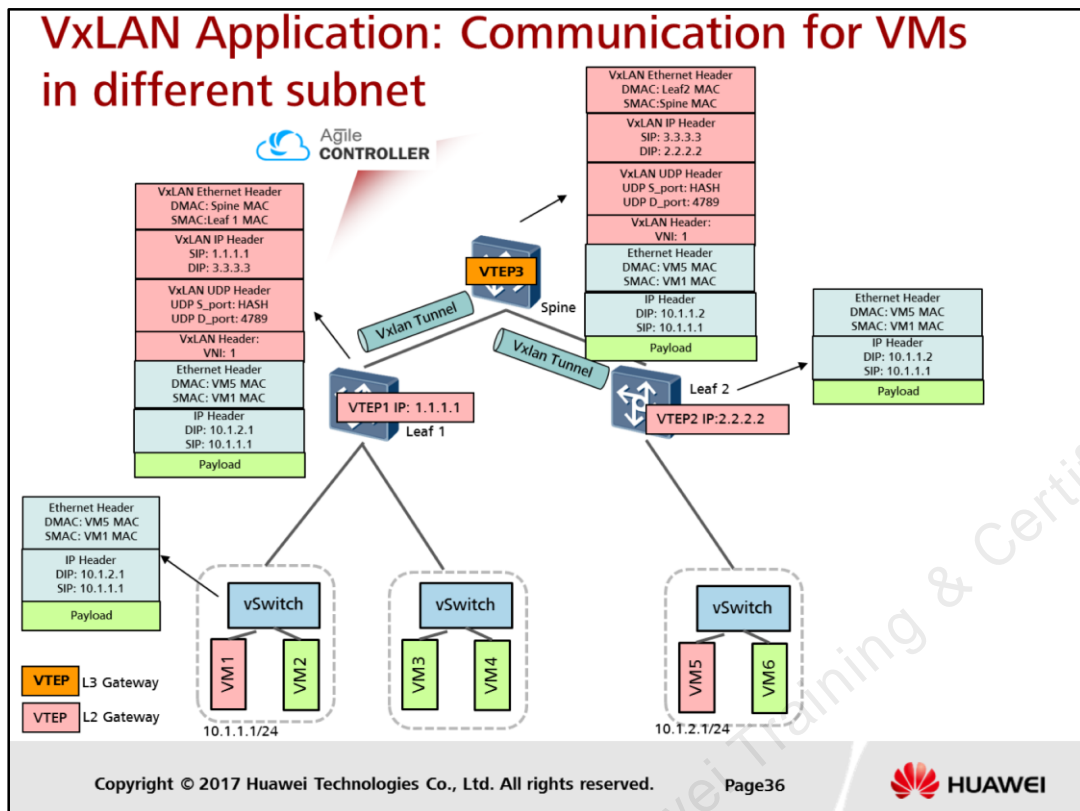 VxLAN Application: Communication for VMs
in different subnet
Agile
CONTROLLER
VxLAN Ethernet Header
DMAC: Leaf2 MAC
SMAC:Spine MAC
VxLAN IP Header
SIP: 3.3.3.3
DIP: 2.2.2.2
VxLAN UDP Header
UDP S_port: HASH
UDP D_port: 4789
VxLAN Header:
VNI: 1
Ethernet Header
DMAC: VM5 MAC
SMAC: VM1 MAC
IP Header
DIP: 10.1.1.2
SIP: 10.1.1.1
Payload
VxLAN Ethernet Header
DMAC: Spine MAC
SMAC:Leaf 1 MAC
VxLAN IP Header
SIP: 1.1.1.1
DIP: 3.3.3.3
VxLAN UDP Header
UDP S_port: HASH
UDP D_port: 4789
VxLAN Header:
VNI: 1
Ethernet Header
DMAC: VM5 MAC
SMAC: VM1 MAC
IP Header
DIP: 10.1.2.1
SIP: 10.1.1.1
Payload
VTEP3
Spine
Vxlan Tunnel
Vxlan Tunnel
Ethernet Header
DMAC: VM5 MAC
SMAC: VM1 MAC
IP Header
DIP: 10.1.1.2
SIP: 10.1.1.1
Payload
VTEP1 IP: 1.1.1.1
Leaf 1
Leaf 2
VTEP2 IP:2.2.2.2
Ethernet Header
DMAC: VM5 MAC
SMAC: VM1 MAC
IP Header
DIP: 10.1.2.1
SIP: 10.1.1.1
Payload
vSwitch
VM1
VM2
vSwitch
VM3
VM4
vSwitch
VM5
VM6
10.1.1.1/24
10.1.2.1/24
VTEP L3 Gateway
VTEP L2 Gateway
Copyright © 2017 Huawei Technologies Co., Ltd. All rights reserved.
Page36
HUAWEI
Training & Certif